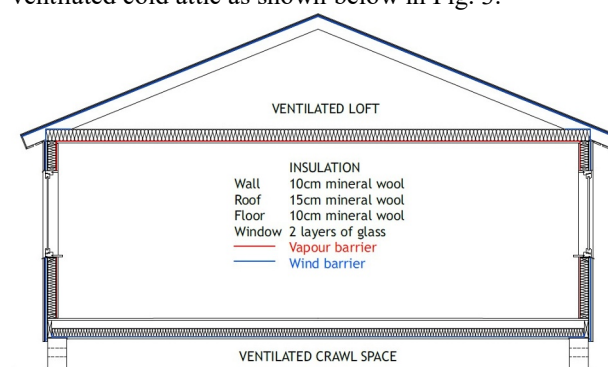 ventilated cold attic as shown below in Fig. 3.
VENTILATED LOFT
INSULATION
Wall 10cm mineral wool
Roof 15cm mineral wool
Floor 10cm mineral wool
Window 2 layers of glass
Vapour barrier
Wind barrier
VENTILATED CRAWL SPACE